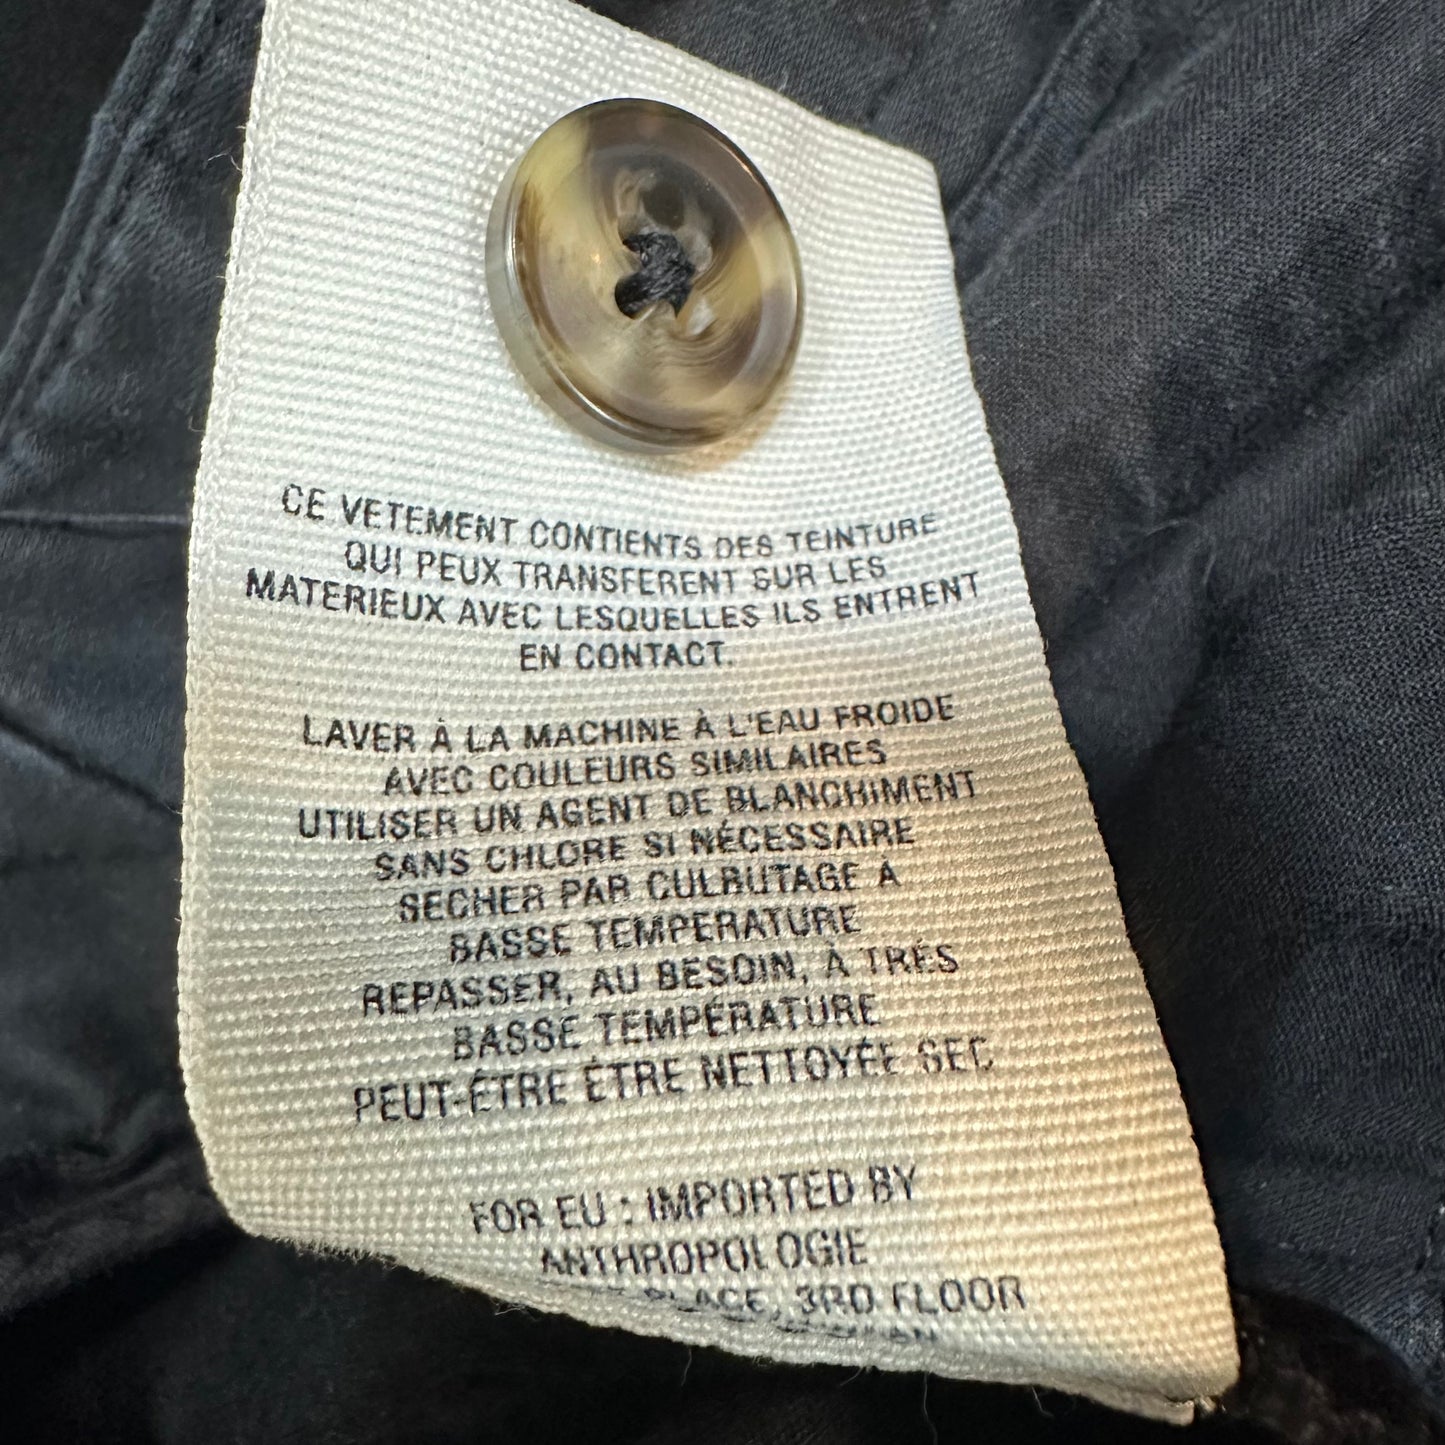 CE VETEMENT CONTIENTS DES TEINTURE
QUI PEUX TRANSFERENT SUR LES
MATERIEUX AVEC LESQUELLES ILS ENTRENT
EN CONTACT.
LAVER À LA MACHINE À L'EAU FROIDE
AVEC COULEURS SIMILAIRES
UTILISER UN AGENT DE BLANCHIMENT
SANS CHLORE SI NÉCESSAIRE
SECHER PAR CULBUTAGE À
BASSE TEMPERATURE
REPASSER, AU BESOIN, À TRÉS
BASSE TEMPÉRATURE
PEUT-ÊTRE ÊTRE NETTOYÉE SEC
FOR EU : IMPORTED BY
ANTHROPOLOGIE
PLACE, 3RD FLOOR